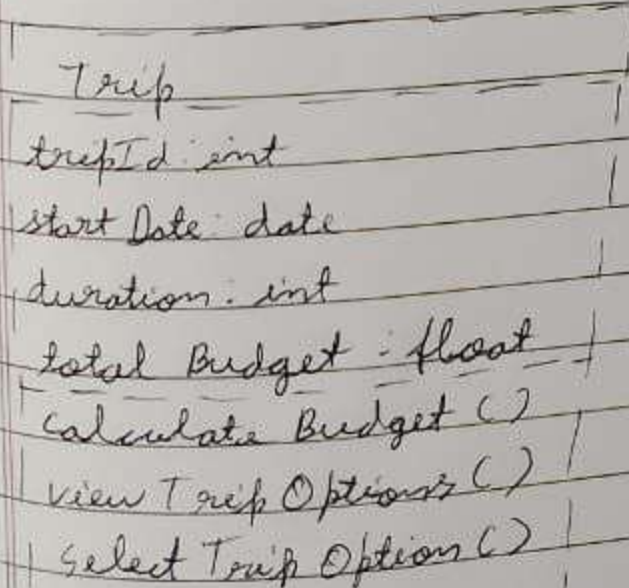 Trip
tripId: int
start Date: date
duration: int
total Budget: float
calculate Budget ()
view Trip Options ()
Select Trip Option ()